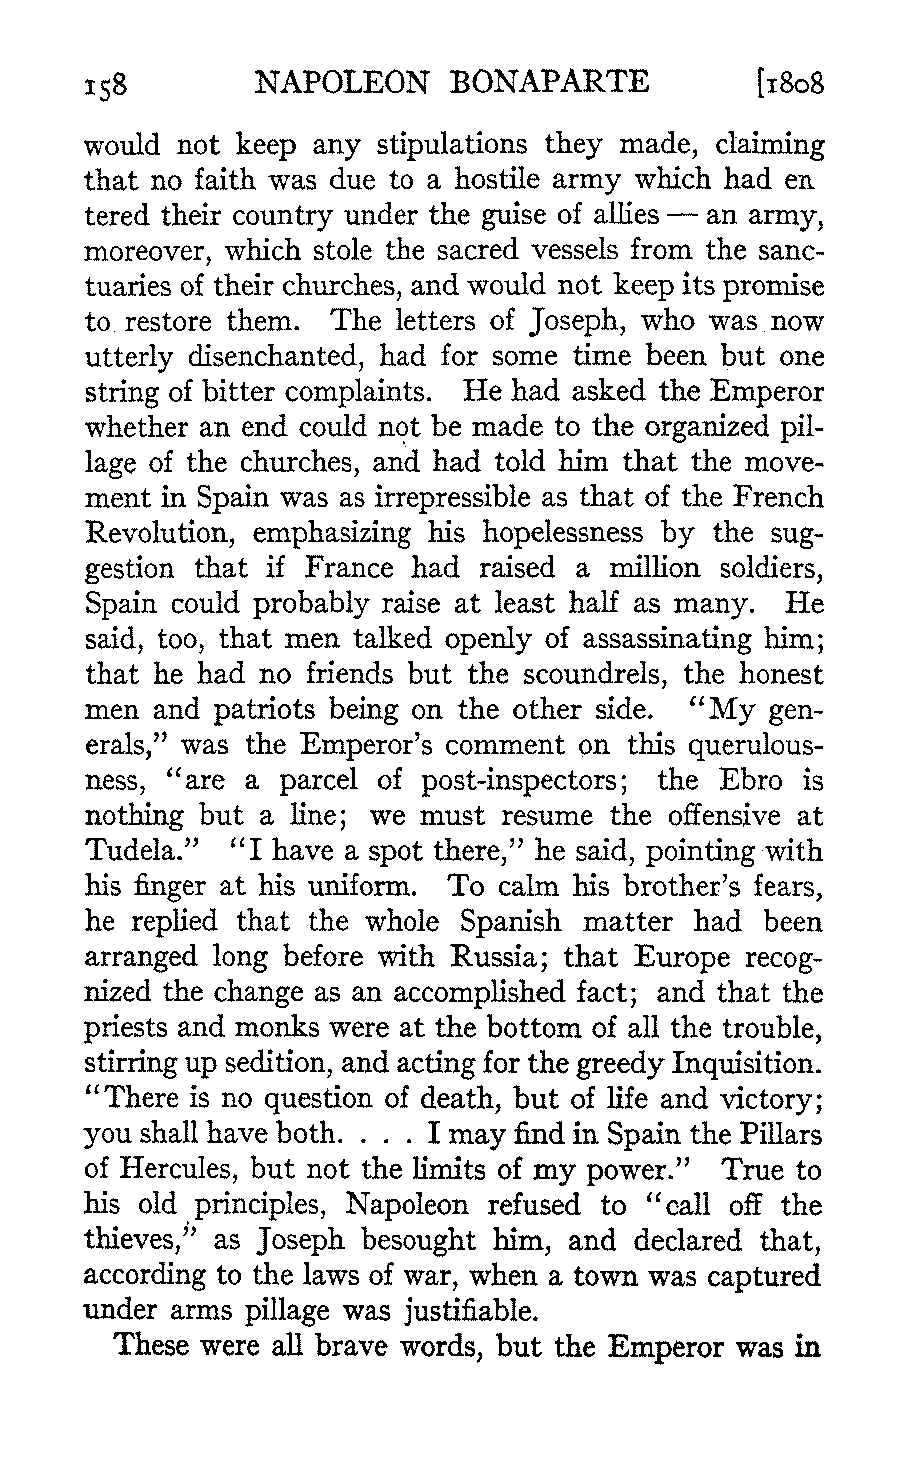 158 NAPOLEON BONAPARTE [1808
would not keep any stipulations they made, claiming
that no faith was due to a hostile army which had en
tered their country under the guise of allies — an army,
moreover, which stole the sacred vessels from the sanc-
tuaries of their churches, and would not keep its promise
to restore them. The letters of Joseph, who was now
utterly disenchanted, had for some time been but one
string of bitter complaints. He had asked the Emperor
whether an end could not be made to the organized pil-
lage of the churches, and had told him that the move-
ment in Spain was as irrepressible as that of the French
Revolution, emphasizing his hopelessness by the sug-
gestion that if France had raised a million soldiers,
Spain could probably raise at least half as many. He
said, too, that men talked openly of assassinating him;
that he had no friends but the scoundrels, the honest
men and patriots being on the other side. "My gen-
erals," was the Emperor's comment on this querulous-
ness, "are a parcel of post-inspectors; the Ebro is
nothing but a line; we must resume the offensive at
Tudela." "I have a spot there," he said, pointing with
his finger at his uniform. To calm his brother's fears,
he replied that the whole Spanish matter had been
arranged long before with Russia; that Europe recog-
nized the change as an accomplished fact; and that the
priests and monks were at the bottom of all the trouble,
stirring up sedition, and acting for the greedy Inquisition.
"There is no question of death, but of life and victory;
you shall have both. . . . I may find in Spain the Pillars
of Hercules, but not the limits of my power." True to
his old principles, Napoleon refused to "call off the
thieves," as Joseph besought him, and declared that,
according to the laws of war, when a town was captured
under arms pillage was justifiable.
These were all brave words, but the Emperor was in